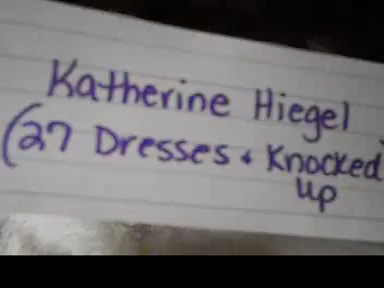 Katherine Hiegel
(27 Dresses & Knocked
up